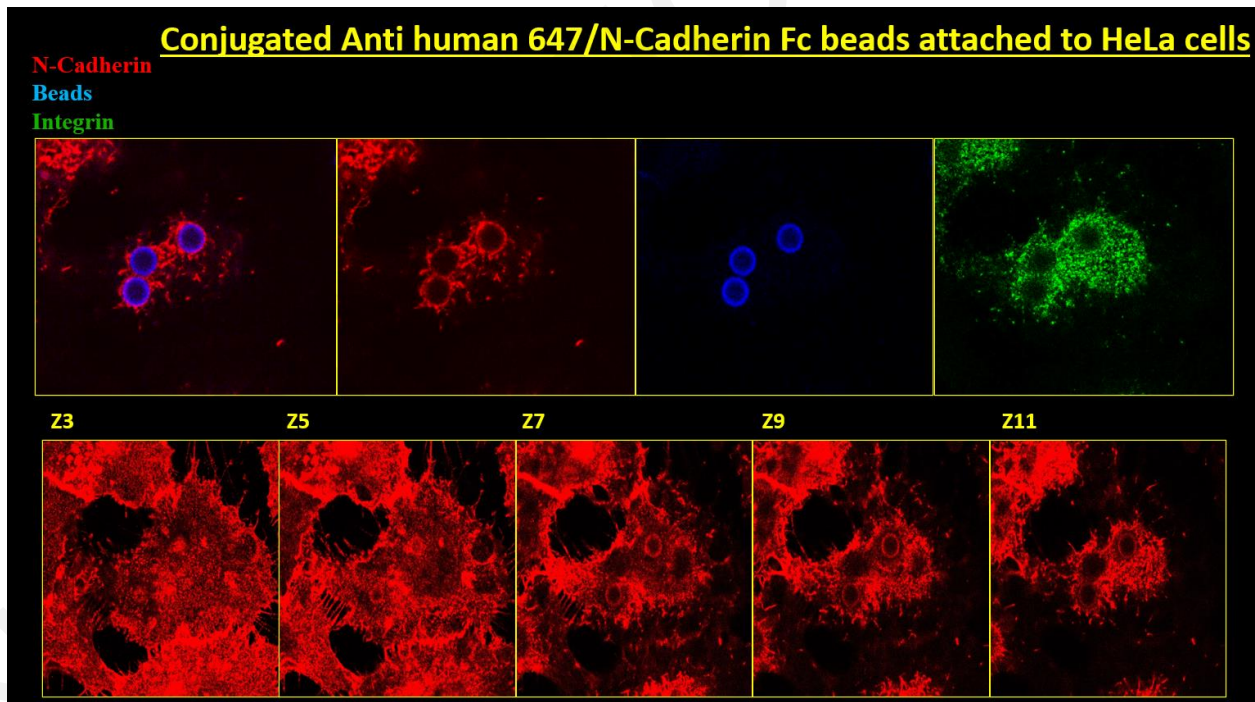 Conjugated Anti human 647/N-Cadherin Fc beads attached to HeLa cells
N-Cadherin
Beads
Integrin
Z3 Z5 Z7 Z9 Z11